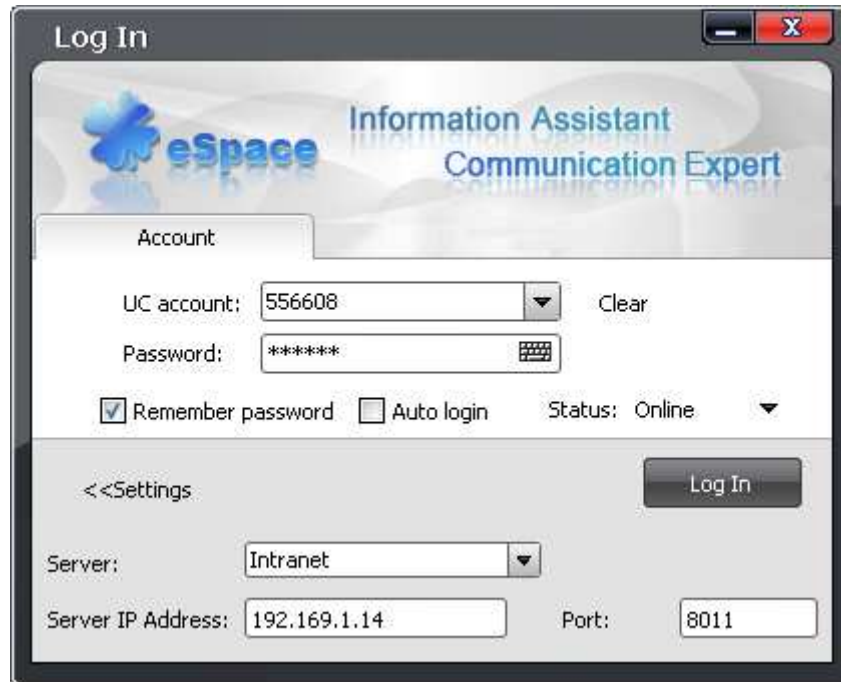 Log In
eSpace
Information Assistant
Communication Expert
Account
UC account: 556608 Clear
Password: ******
Remember password Auto login Status: Online
<<Settings Log In
Server: Intranet
Server IP Address: 192.169.1.14 Port: 8011